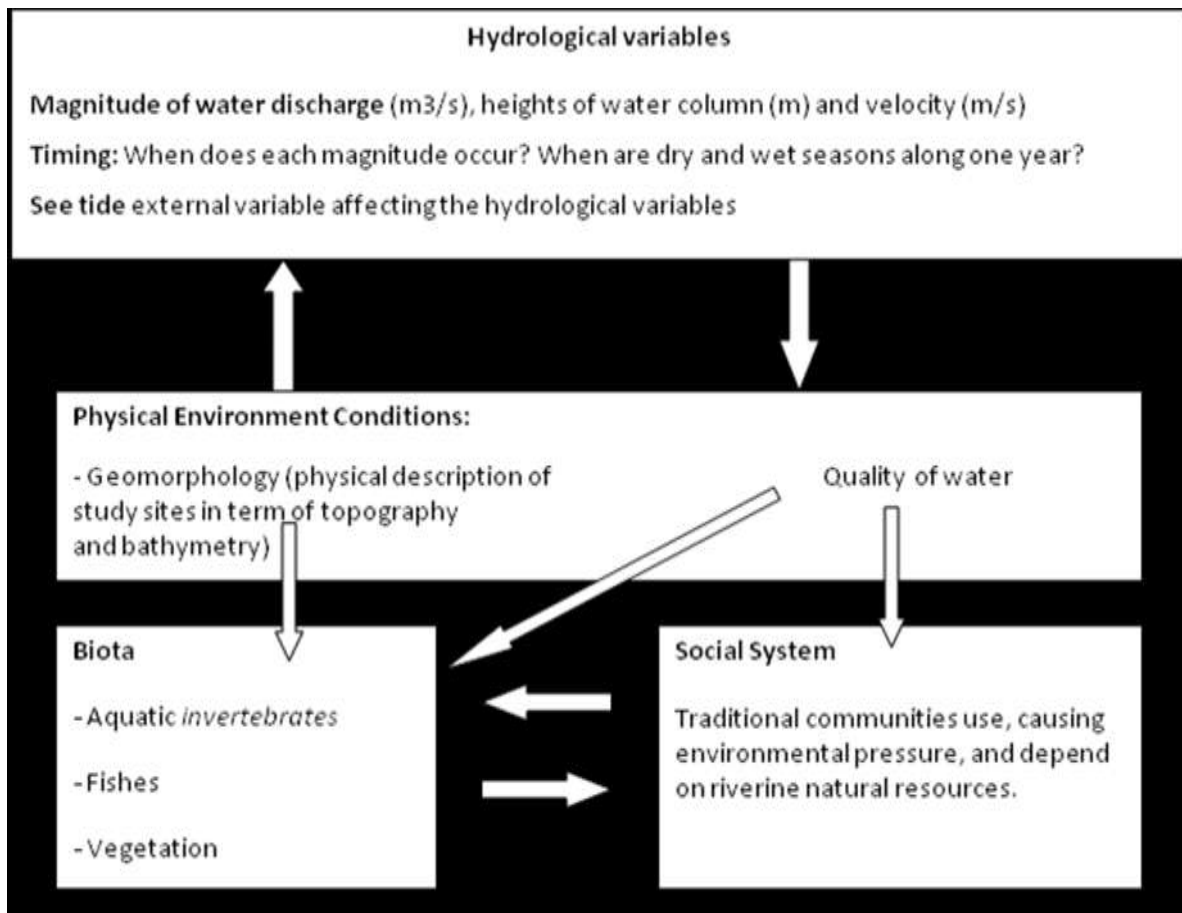 Hydrological variables
Magnitude of water discharge (m3/s), heights of water column (m) and velocity (m/s)
Timing: When does each magnitude occur? When are dry and wet seasons along one year?
See tide external variable affecting the hydrological variables
Physical Environment Conditions:
- Geomorphology (physical description of
study sites in term of topography
and bathymetry)
Quality of water
Biota
- Aquatic invertebrates
- Fishes
- Vegetation
Social System
Traditional communities use, causing
environmental pressure, and depend
on riverine natural resources.